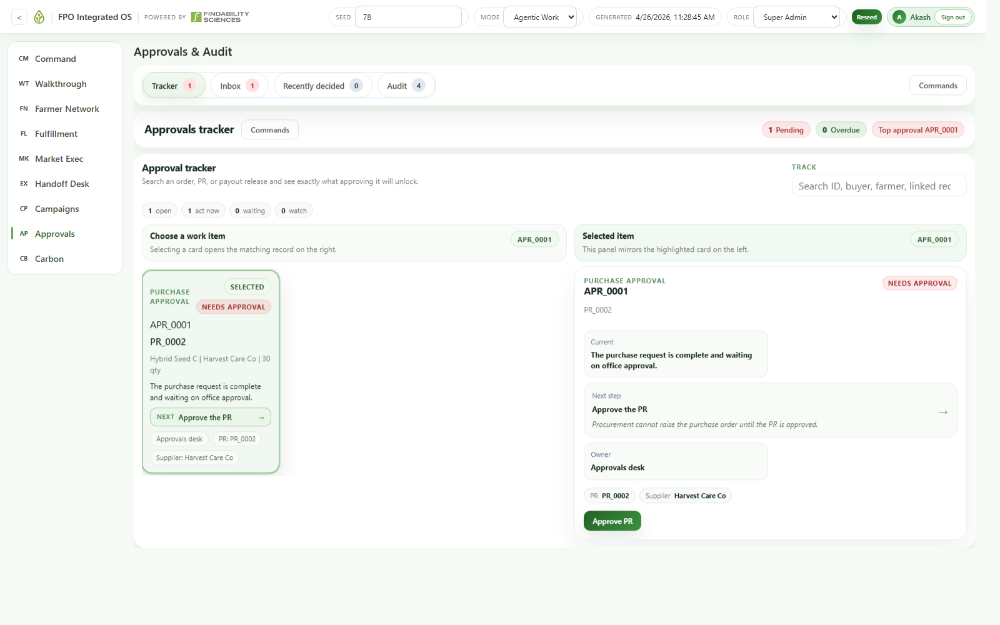 <
FPO Integrated OS
POWERED BY
FINDABILITY SCIENCES
SEED
78
MODE
Agentic Work
GENERATED 4/26/2026, 11:28:45 AM
ROLE
Super Admin
Reseed
A
Akash
Sign out
CM Command
WT Walkthrough
FN Farmer Network
FL Fulfillment
MK Market Exec
EX Handoff Desk
CP Campaigns
AP Approvals
CB Carbon
Approvals & Audit
Tracker 1
Inbox 1
Recently decided 0
Audit 4
Commands
Approvals tracker
Commands
1 Pending
0 Overdue
Top approval APR_0001
Approval tracker
Search an order, PR, or payout release and see exactly what approving it will unlock.
TRACK
Search ID, buyer, farmer, linked rec
1 open
1 act now
0 waiting
0 watch
Choose a work item
Selecting a card opens the matching record on the right.
APR_0001
Selected item
This panel mirrors the highlighted card on the left.
APR_0001
PURCHASE APPROVAL
SELECTED
NEEDS APPROVAL
APR_0001
PR_0002
Hybrid Seed C | Harvest Care Co | 30
qty
The purchase request is complete
and waiting on office approval.
NEXT Approve the PR →
Approvals desk
PR: PR_0002
Supplier: Harvest Care Co
PURCHASE APPROVAL
APR_0001
NEEDS APPROVAL
PR_0002
Current
The purchase request is complete and waiting
on office approval.
Next step
Approve the PR
Procurement cannot raise the purchase order until the PR is approved.
→
Owner
Approvals desk
PR PR_0002
Supplier Harvest Care Co
Approve PR